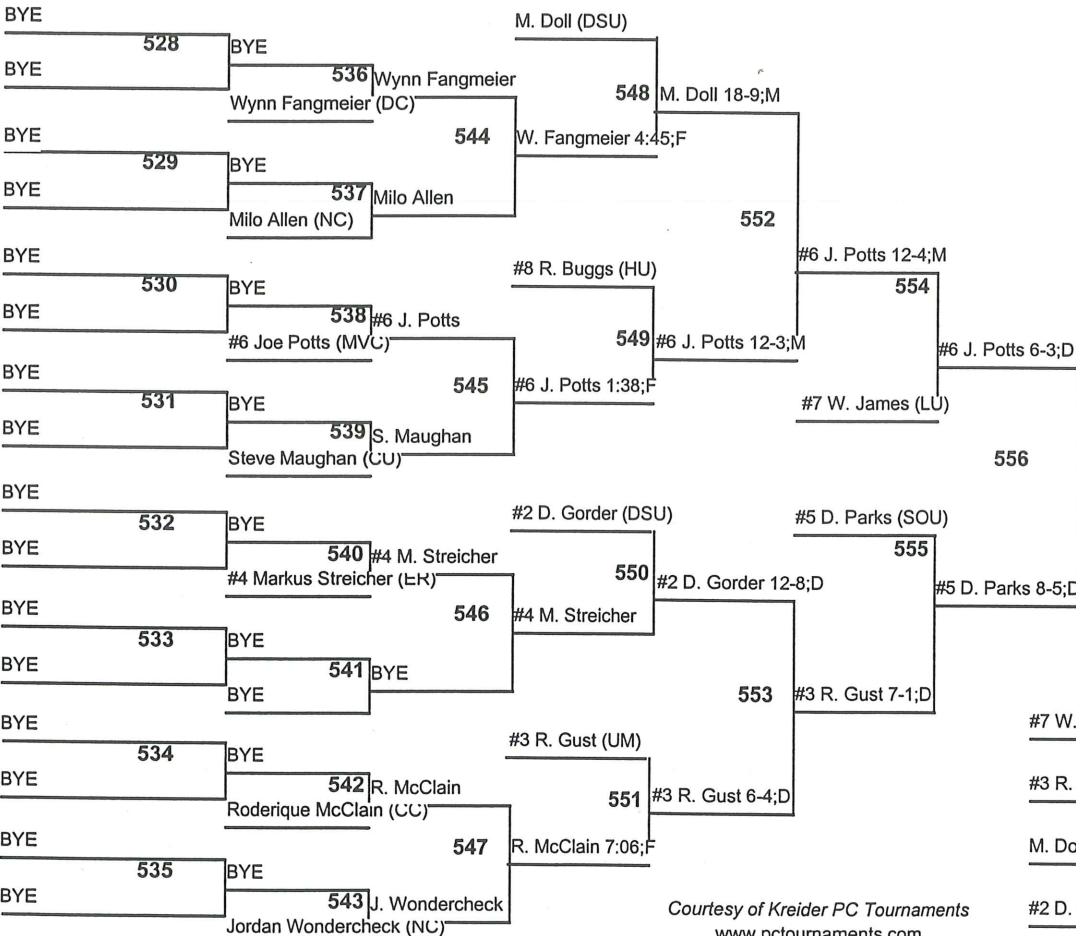 BYE
528
BYE
BYE
536
Wynn Fangmeier (DC)
Wynn Fangmeier
544
BYE
529
BYE
BYE
537
Milo Allen (NC)
Milo Allen
M. Doll (DSU)
548
W. Fangmeier 4:45;F
M. Doll 18-9;M
552
BYE
530
BYE
BYE
538
#6 Joe Potts (MVC)
#6 J. Potts
545
BYE
531
BYE
BYE
539
Steve Maughan (CU)
S. Maughan
#8 R. Buggs (HU)
549
#6 J. Potts 1:38;F
#6 J. Potts 12-3;M
#6 J. Potts 12-4;M
554
#7 W. James (LU)
#6 J. Potts 6-3;D
556
BYE
532
BYE
BYE
540
#4 Markus Streicher (ER)
#4 M. Streicher
546
BYE
533
BYE
BYE
541
BYE
BYE
#2 D. Gorder (DSU)
550
#4 M. Streicher
#2 D. Gorder 12-8;D
553
BYE
534
BYE
BYE
542
Roderique McClain (CC)
R. McClain
547
BYE
535
BYE
BYE
543
Jordan Wondercheck (NC)
J. Wondercheck
#3 R. Gust (UM)
551
R. McClain 7:06;F
#3 R. Gust 6-4;D
#5 D. Parks (SOU)
555
#3 R. Gust 7-1;D
#5 D. Parks 8-5;D
#7 W.
#3 R.
M. Do
#2 D.
Courtesy of Kreider PC Tournaments
www.pctournaments.com